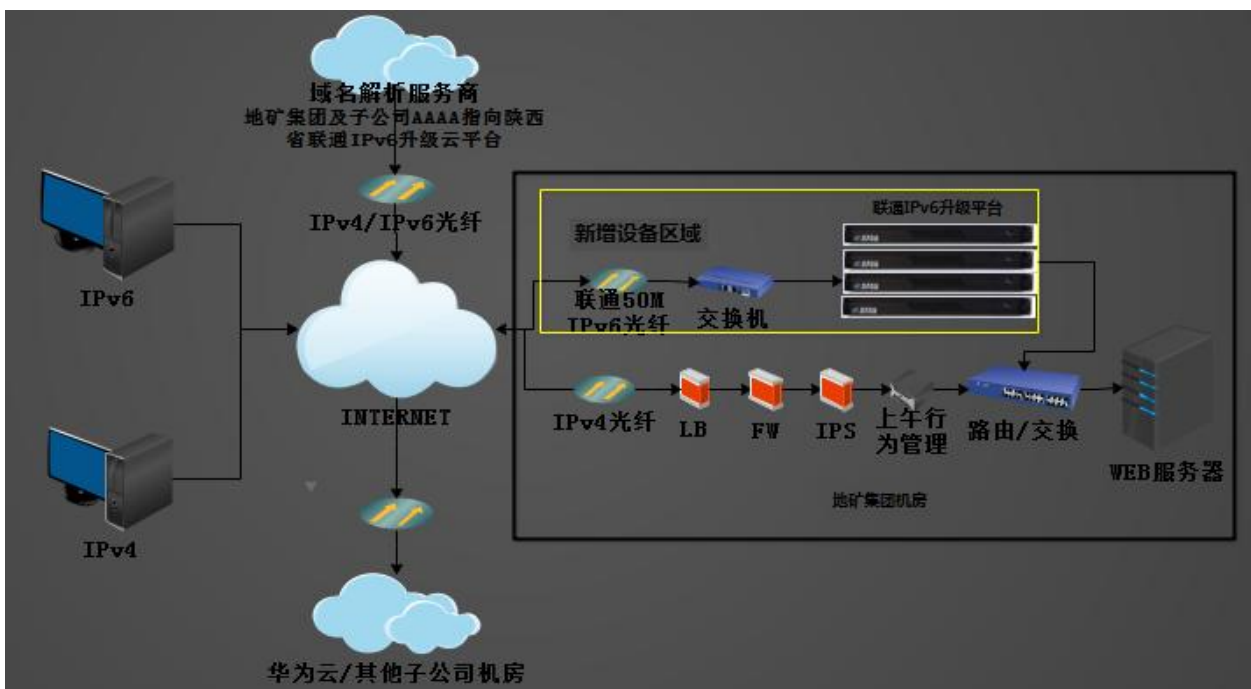 域名解析服务商
地矿集团及子公司AAAA指向陕西
省联通IPv6升级云平台
IPv4/IPv6光纤
IPv6
INTERNET
IPv4
华为云/其他子公司机房
联通IPv6升级平台
新增设备区域
联通50M
IPv6光纤
交换机
IPv4光纤
LB
FW
IPS
上午行
为管理
路由/交换
WEB服务器
地矿集团机房